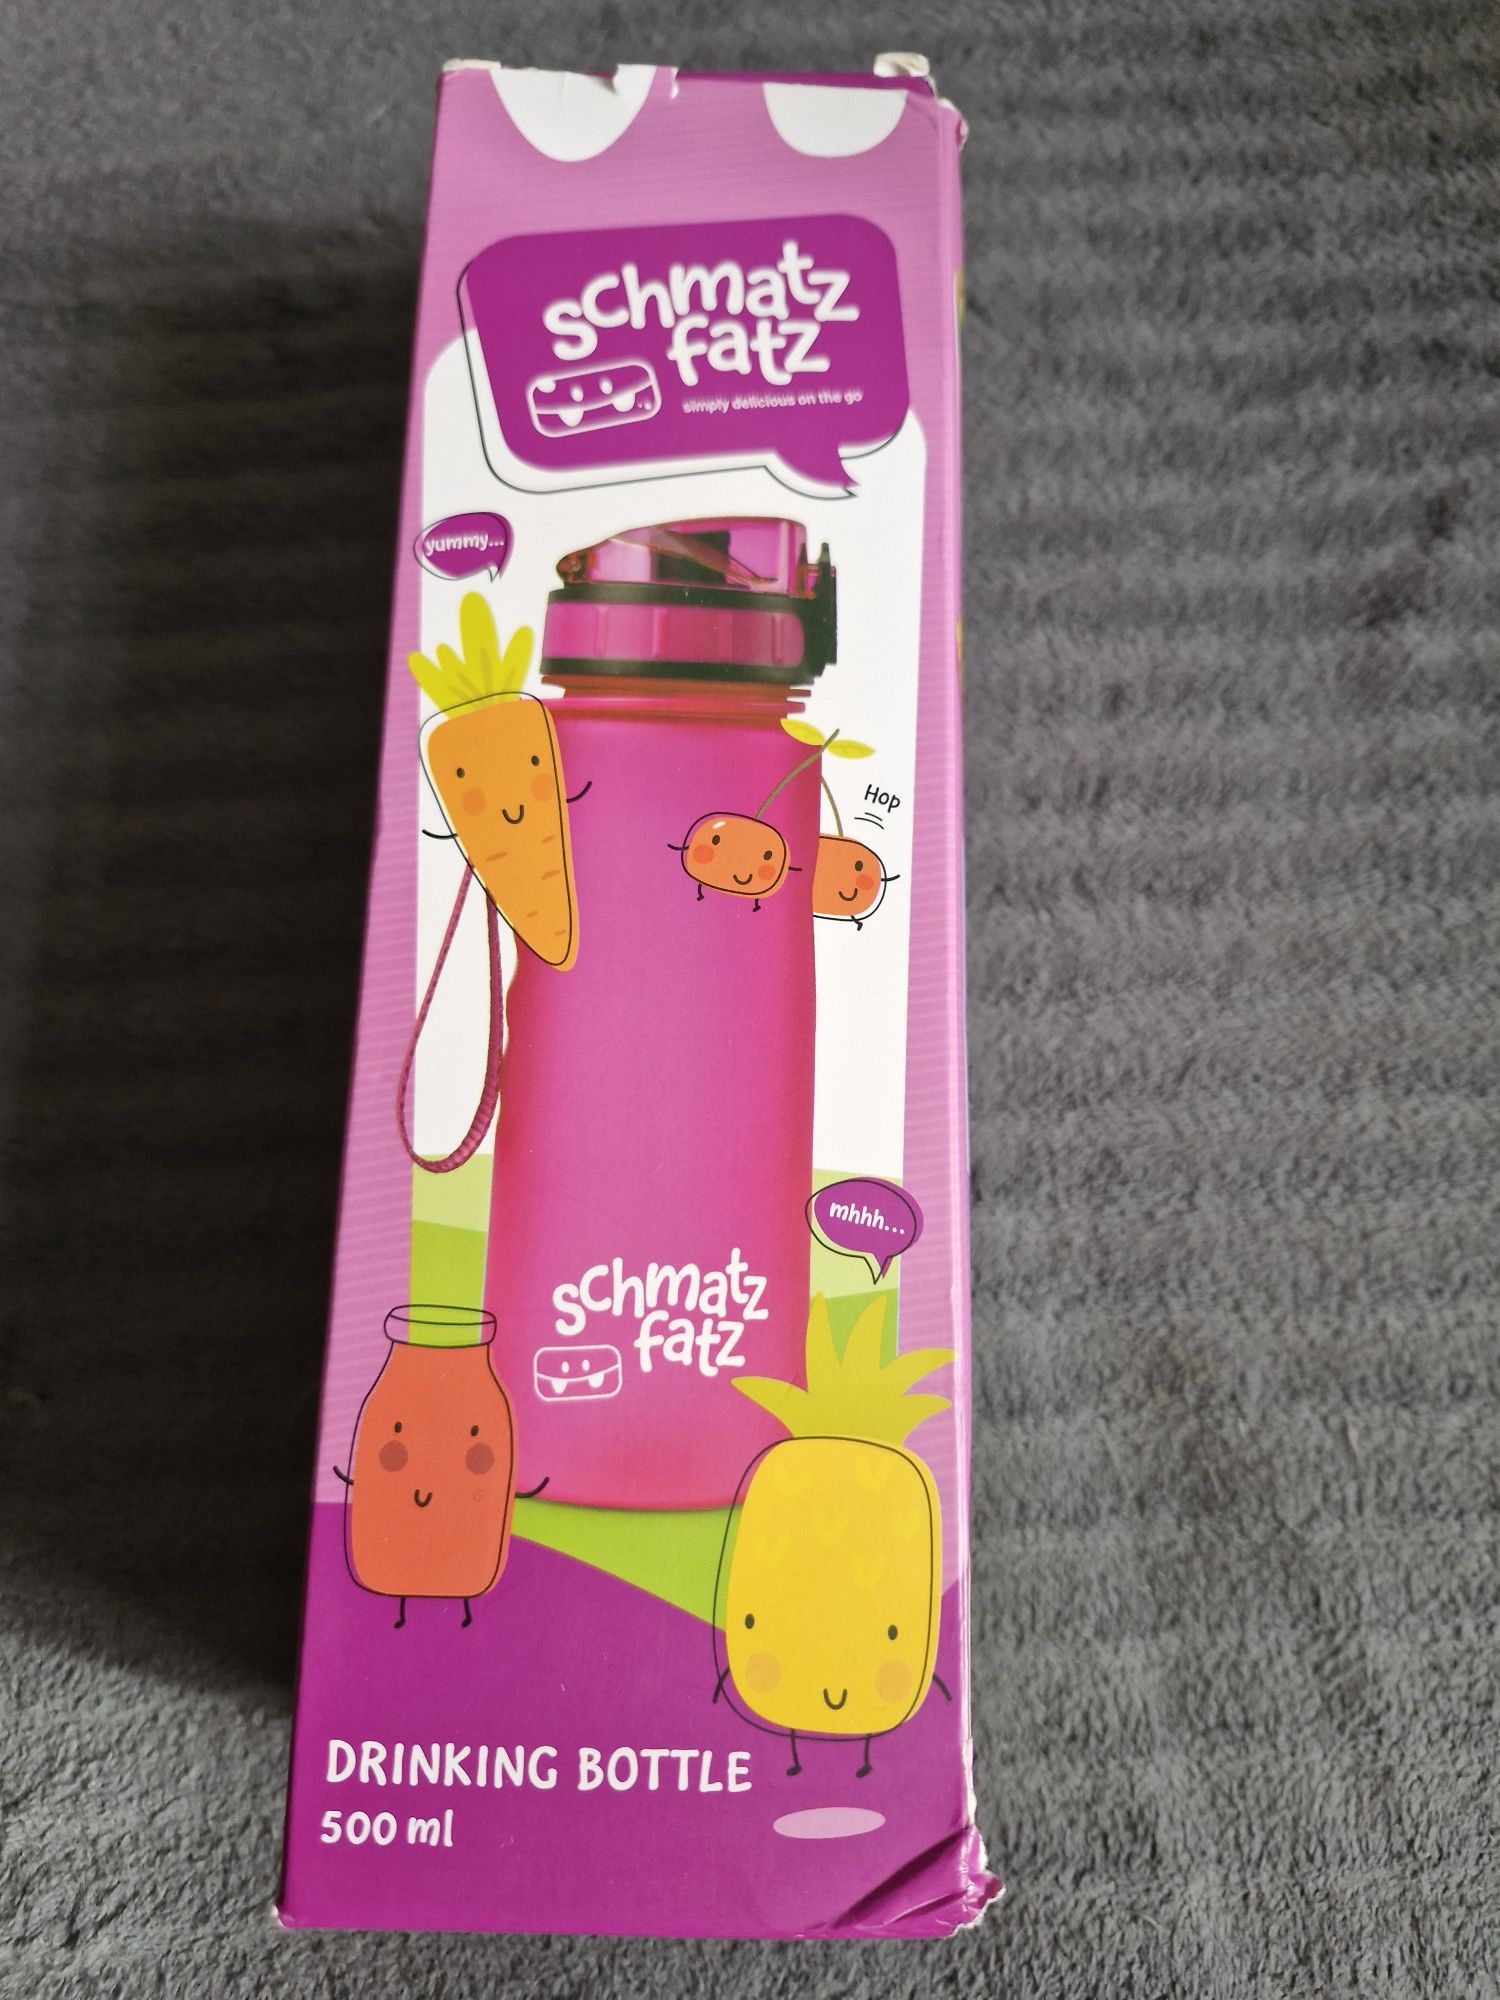 schmatz
fatz
simply delicious on the go
yummy...
Hop
mhhh...
schmatz
fatz
DRINKING BOTTLE
500 ml